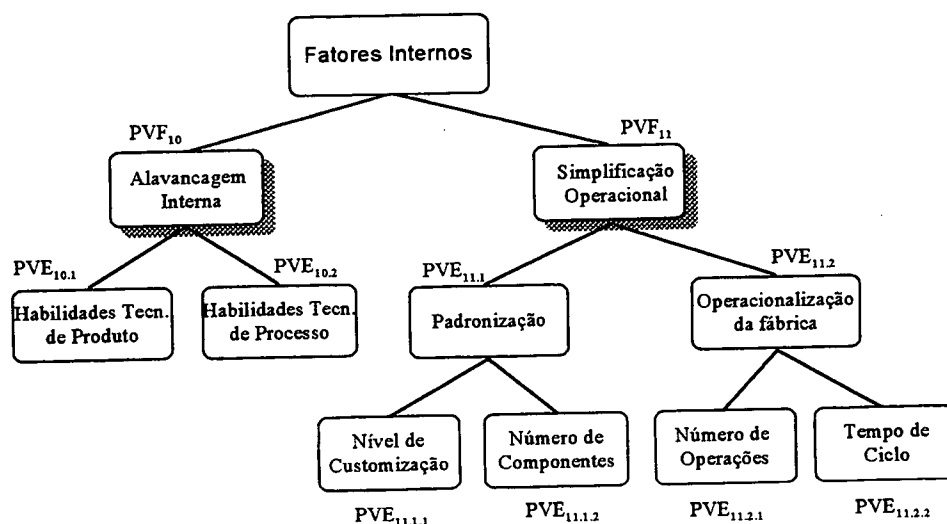 Fatores Internos
PVF10
PVF11
Alavancagem
Interna
Simplificação
Operacional
PVE10.1
PVE10.2
PVE11.1
PVE11.2
Habilidades Tecn.
de Produto
Habilidades Tecn.
de Processo
Padronização
Operacionalização
da fábrica
Nível de
Customização
Número de
Componentes
Número de
Operações
Tempo de
Ciclo
PVE11.1.1
PVE11.1.2
PVE11.2.1
PVE11.2.2